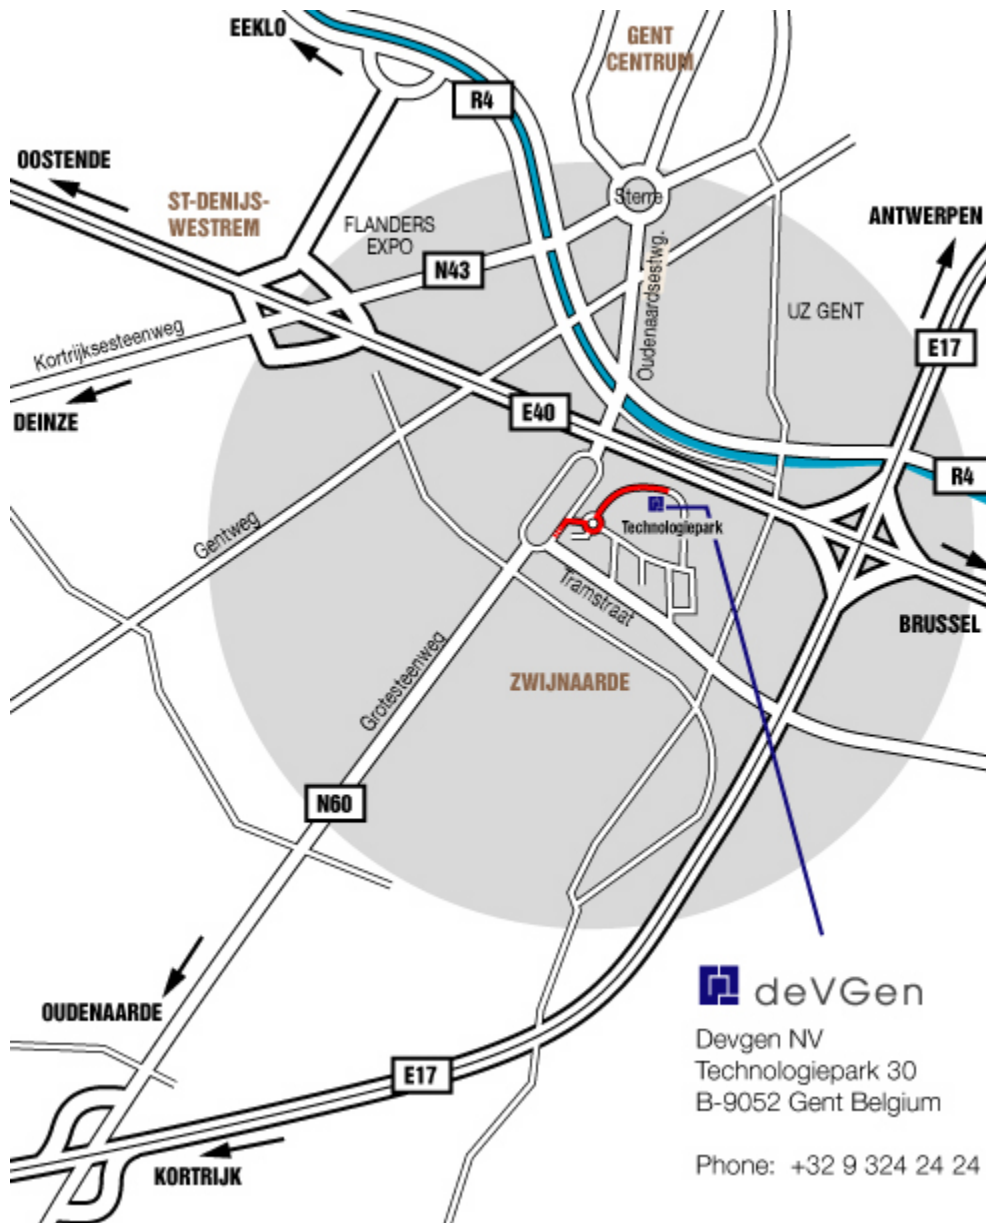 EEKLO
GENT
CENTRUM
R4
OOSTENDE
ST-DENIJS-
WESTREM
Sterre
FLANDERS
EXPO
ANTWERPEN
N43
Oudenaardsestwg.
UZ GENT
Kortrijksesteenweg
E17
DEINZE
E40
R4
Gentweg
Technologiepark
Tramstraat
BRUSSEL
Grotesteenweg
ZWIJNAARDE
N60
OUDENAARDE
E17
KORTRIJK
deVGen
Devgen NV
Technologiepark 30
B-9052 Gent Belgium
Phone: +32 9 324 24 24